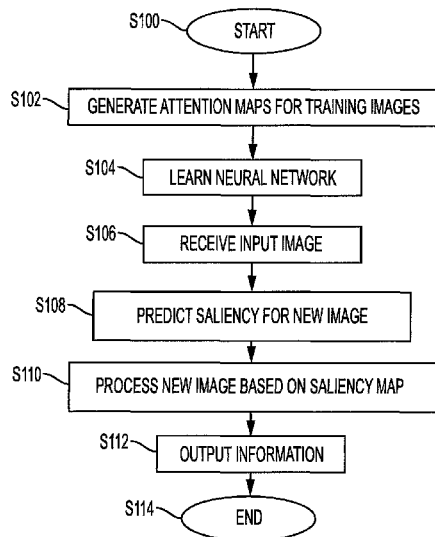 S100
START
S102
GENERATE ATTENTION MAPS FOR TRAINING IMAGES
S104
LEARN NEURAL NETWORK
S106
RECEIVE INPUT IMAGE
S108
PREDICT SALIENCY FOR NEW IMAGE
S110
PROCESS NEW IMAGE BASED ON SALIENCY MAP
S112
OUTPUT INFORMATION
S114
END